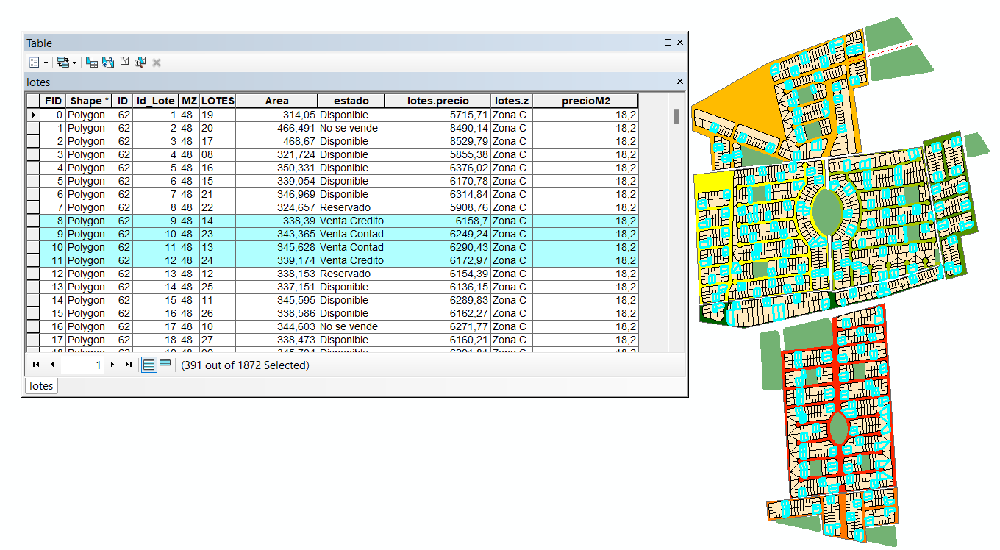 Table
lotes
FID Shape * ID Id_Lote MZ LOTES Area estado lotes.precio lotes.z precioM2
0 Polygon 62 1 48 19 314,05 Disponible 5715,71 Zona C 18,2
1 Polygon 62 2 48 20 466,491 No se vende 8490,14 Zona C 18,2
2 Polygon 62 3 48 17 468,67 Disponible 8529,79 Zona C 18,2
3 Polygon 62 4 48 08 321,724 Disponible 5855,38 Zona C 18,2
4 Polygon 62 5 48 16 350,331 Disponible 6376,02 Zona C 18,2
5 Polygon 62 6 48 15 339,054 Disponible 6170,78 Zona C 18,2
6 Polygon 62 7 48 21 346,969 Disponible 6314,84 Zona C 18,2
7 Polygon 62 8 48 22 324,657 Reservado 5908,76 Zona C 18,2
8 Polygon 62 9 48 14 338,39 Venta Credito 6158,7 Zona C 18,2
9 Polygon 62 10 48 23 343,365 Venta Contad 6249,24 Zona C 18,2
10 Polygon 62 11 48 13 345,628 Venta Contad 6290,43 Zona C 18,2
11 Polygon 62 12 48 24 339,174 Venta Credito 6172,97 Zona C 18,2
12 Polygon 62 13 48 12 338,153 Reservado 6154,39 Zona C 18,2
13 Polygon 62 14 48 25 337,151 Disponible 6136,15 Zona C 18,2
14 Polygon 62 15 48 11 345,595 Disponible 6289,83 Zona C 18,2
15 Polygon 62 16 48 26 338,586 Disponible 6162,27 Zona C 18,2
16 Polygon 62 17 48 10 344,603 No se vende 6271,77 Zona C 18,2
17 Polygon 62 18 48 27 338,473 Disponible 6160,21 Zona C 18,2
1 (391 out of 1872 Selected)
lotes